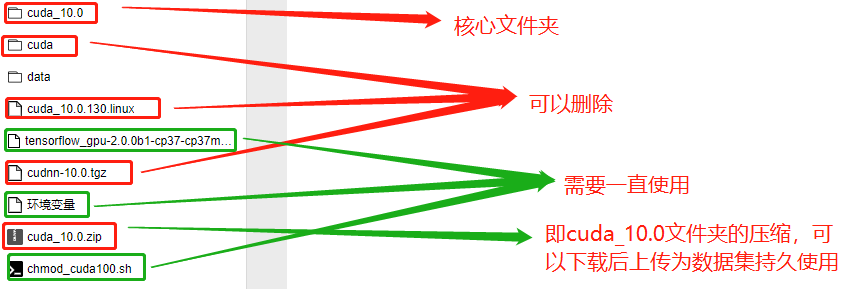 cuda_10.0
核心文件夹
cuda
data
cuda_10.0.130.linux
可以删除
tensorflow_gpu-2.0.0b1-cp37-cp37m...
cudnn-10.0.tgz
需要一直使用
环境变量
cuda_10.0.zip
即cuda_10.0文件夹的压缩，可
以下载后上传为数据集持久使用
chmod_cuda100.sh